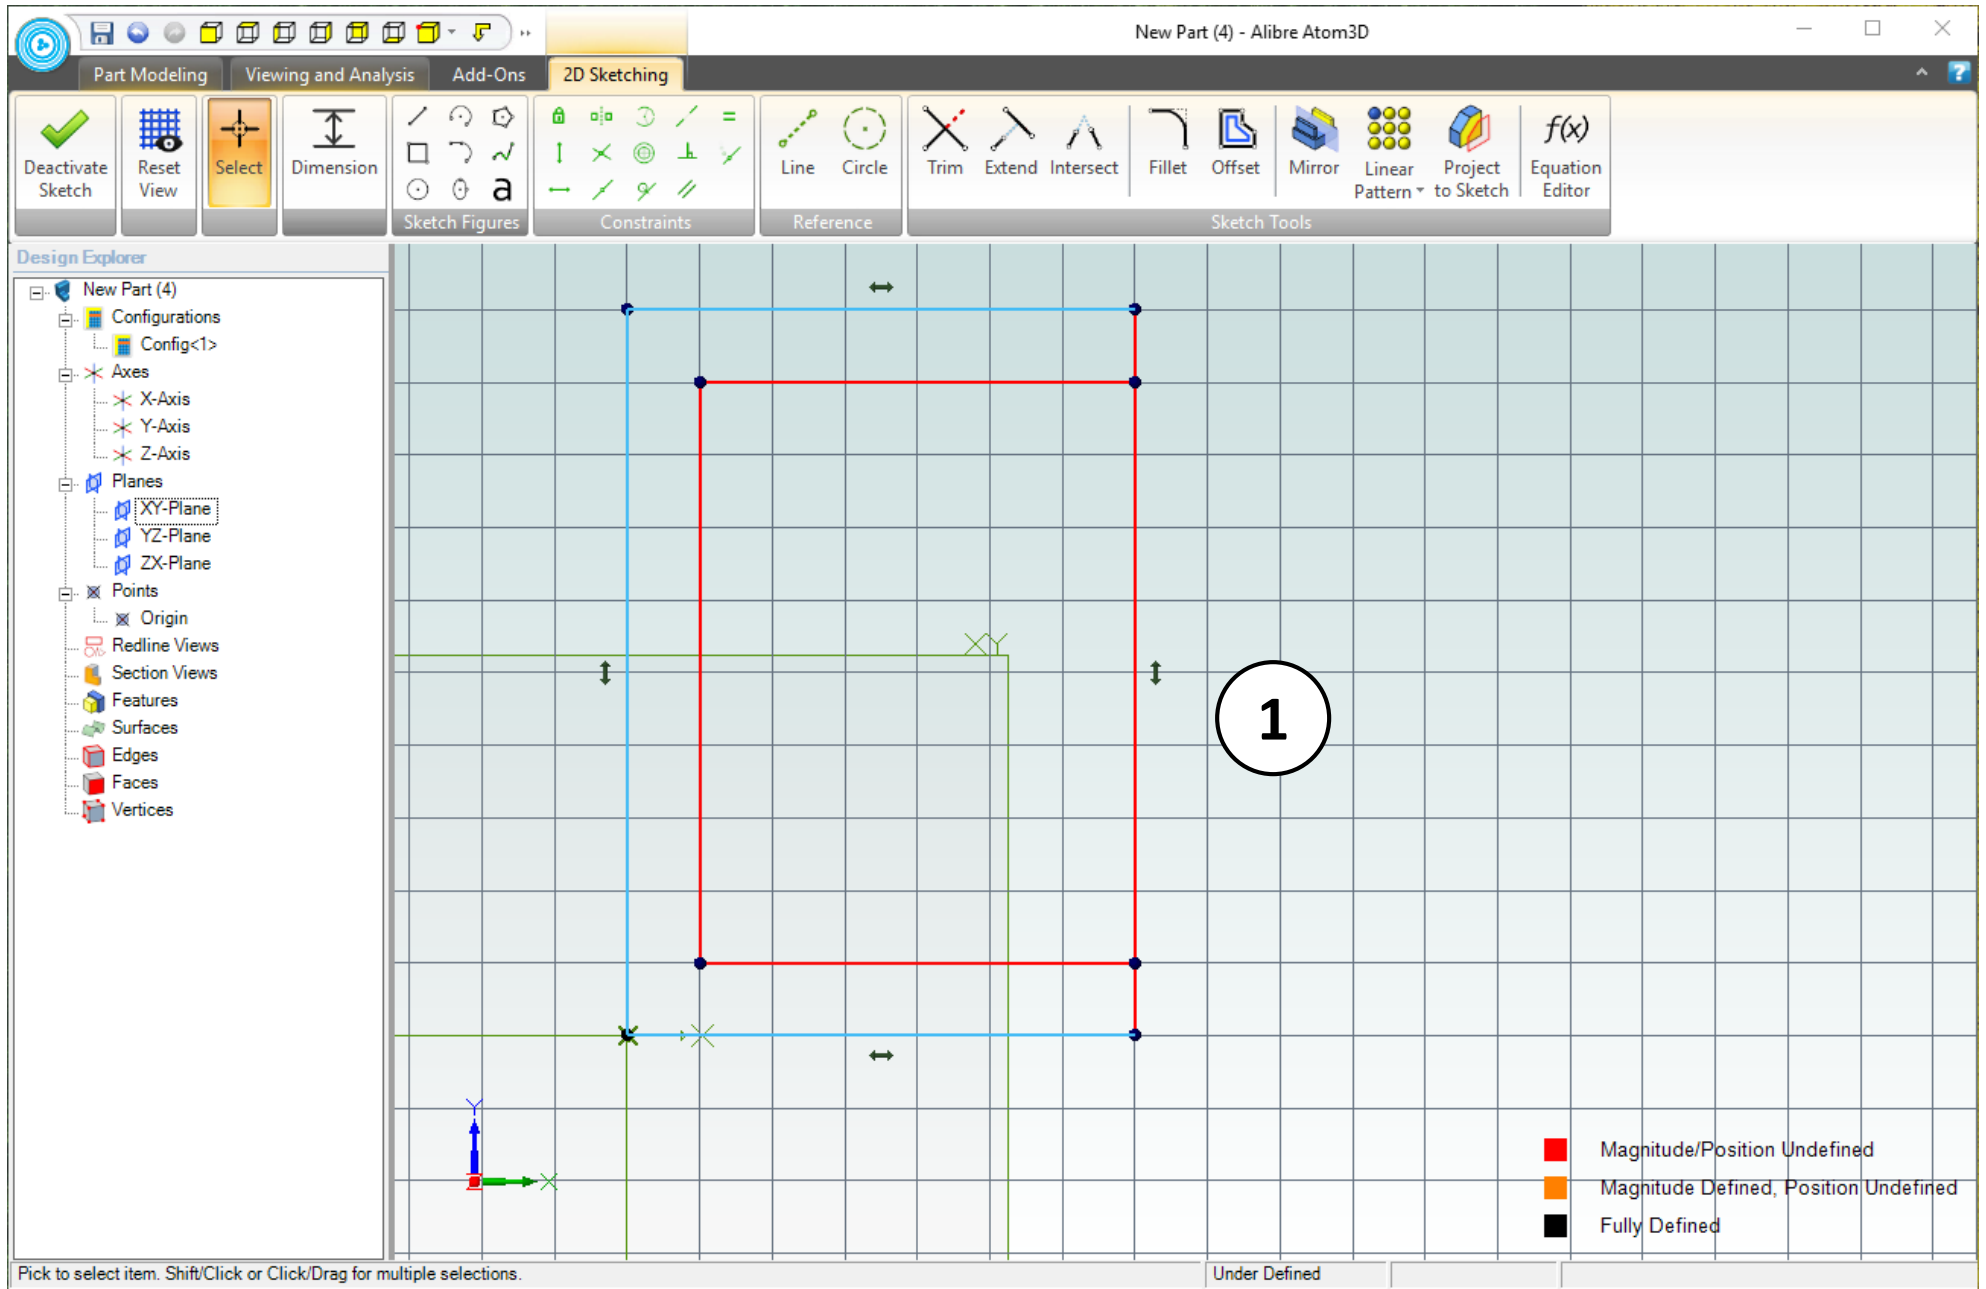 New Part (4) - Alibre Atom3D
Part Modeling
Viewing and Analysis
Add-Ons
2D Sketching
Deactivate
Sketch
Reset
View
Select
Dimension
a
Sketch Figures
Constraints
Line
Circle
Reference
Trim
Extend
Intersect
Fillet
Offset
Mirror
Linear
Pattern
Project
to Sketch
f(x)
Equation
Editor
Sketch Tools
Design Explorer
New Part (4)
Configurations
Config<1>
Axes
X-Axis
Y-Axis
Z-Axis
Planes
XY-Plane
YZ-Plane
ZX-Plane
Points
Origin
Redline Views
Section Views
Features
Surfaces
Edges
Faces
Vertices
XY
1
X
Y
X
Magnitude/Position Undefined
Magnitude Defined, Position Undefined
Fully Defined
Pick to select item. Shift/Click or Click/Drag for multiple selections.
Under Defined